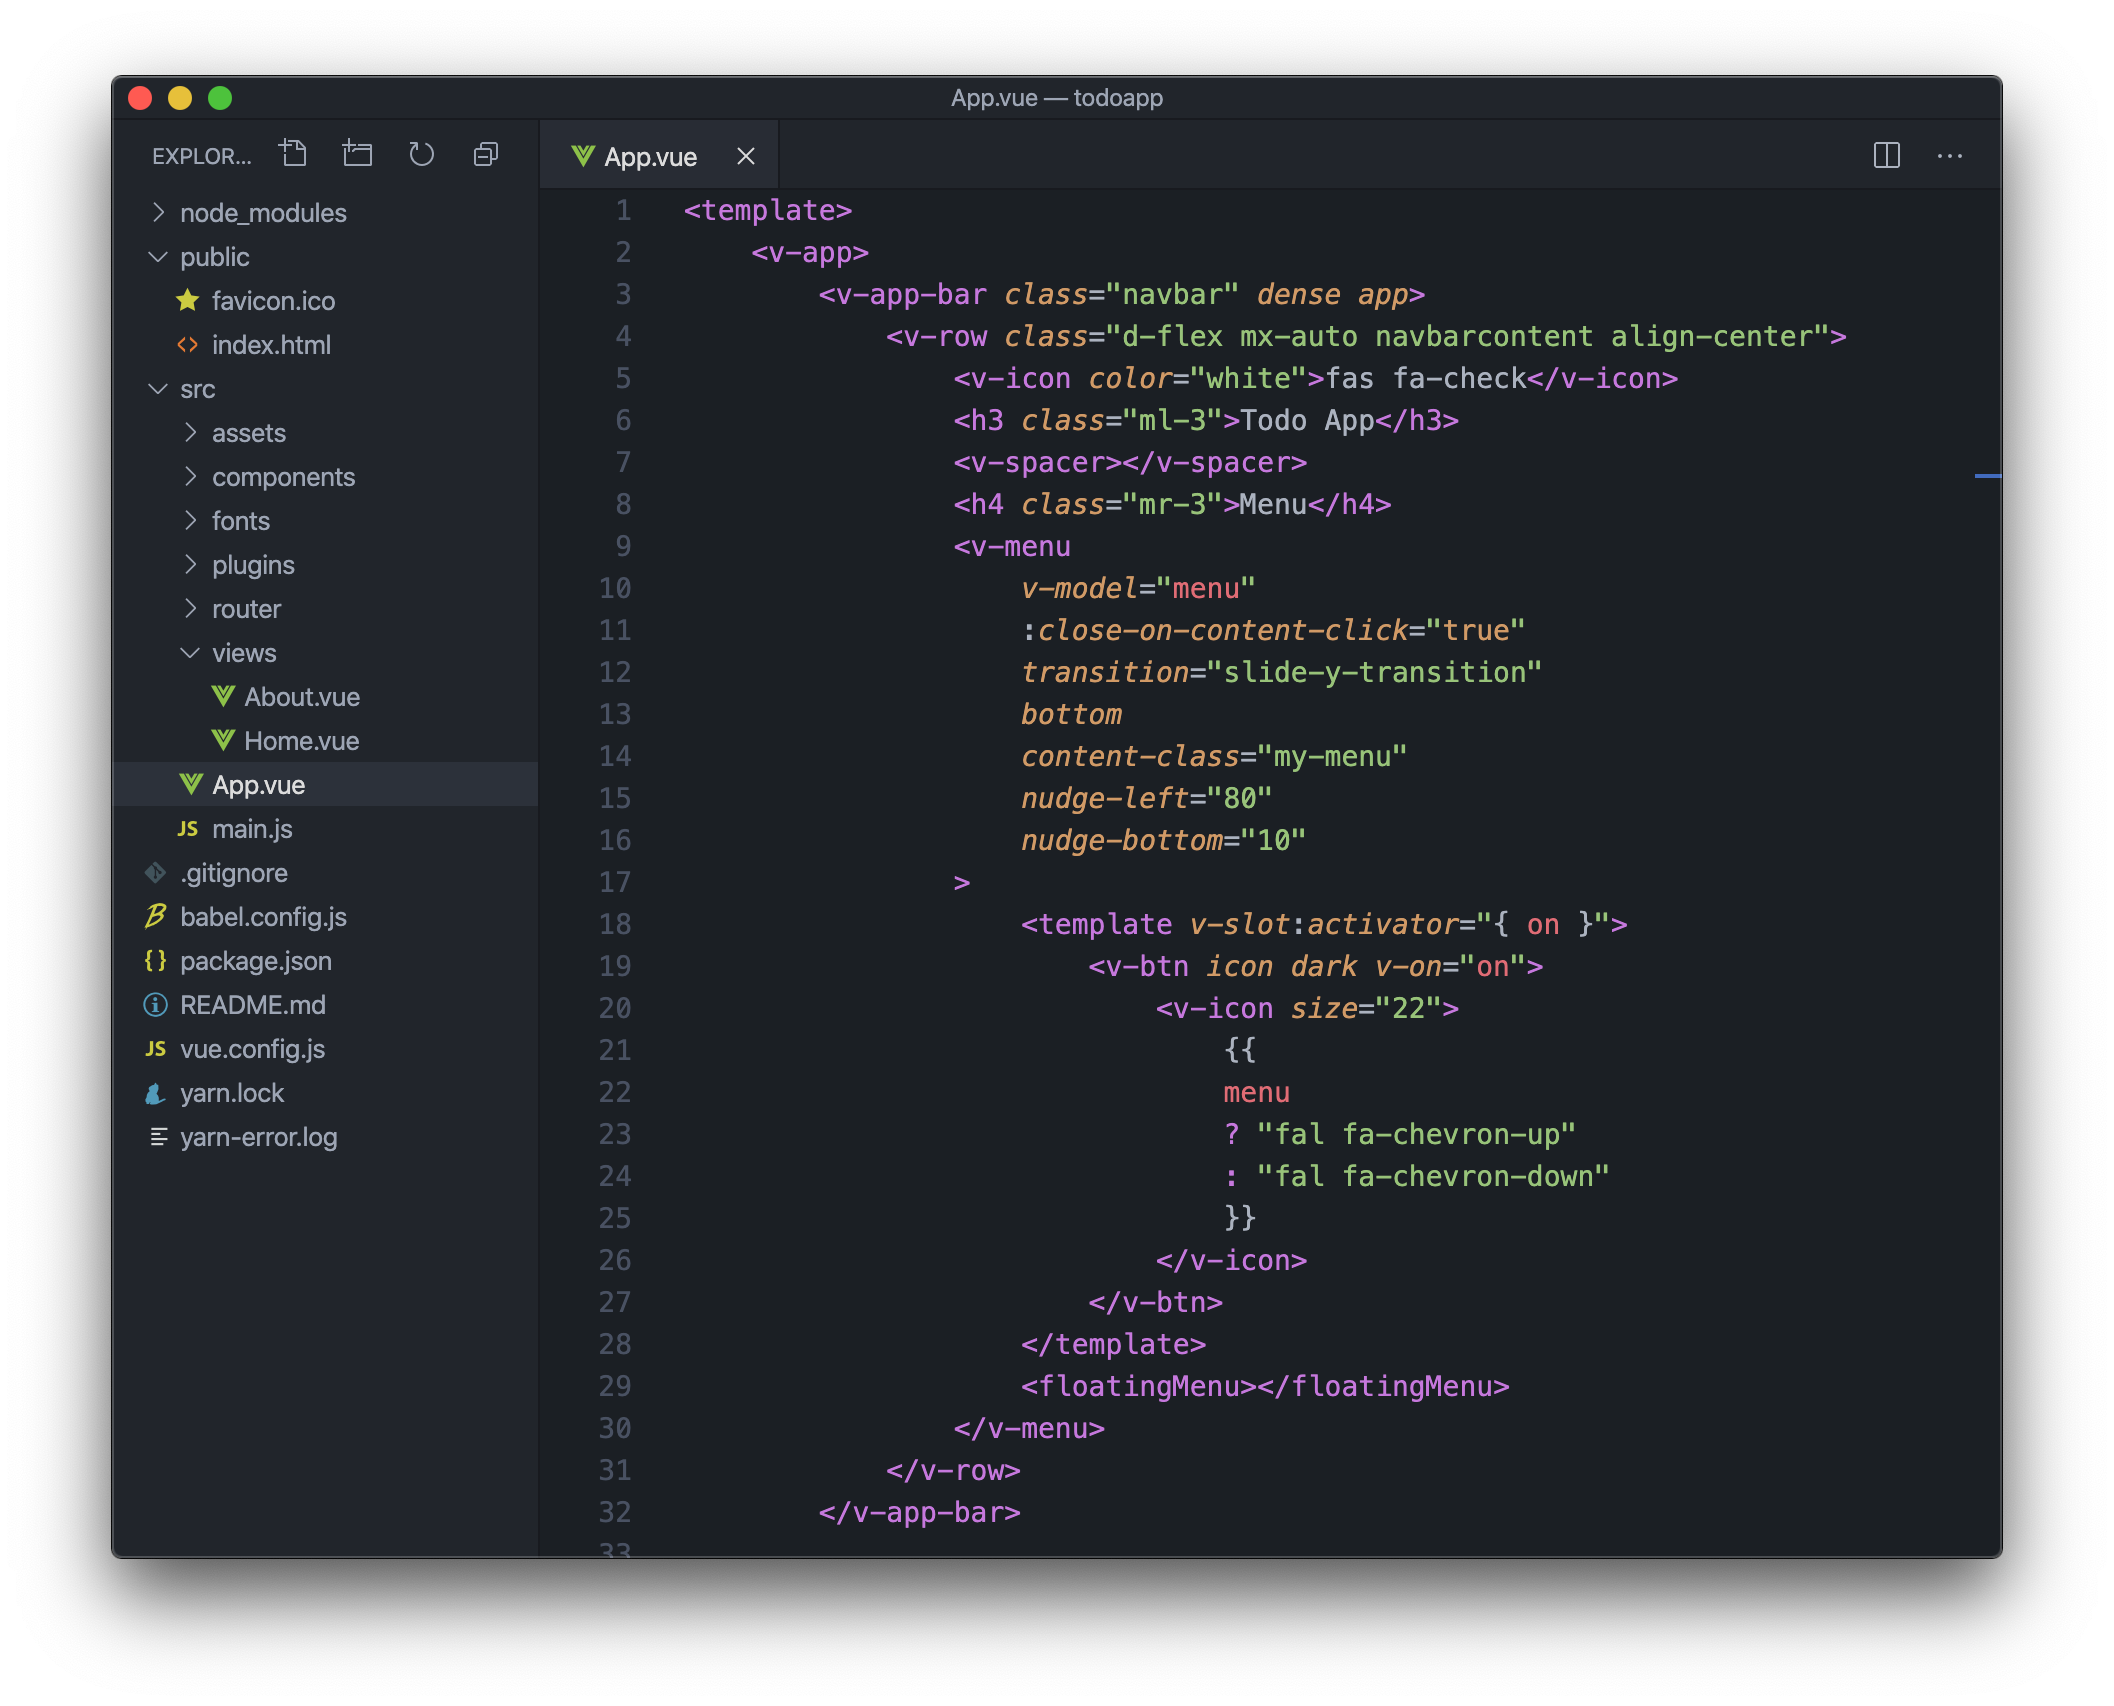 App.vue — todoapp
EXPLOR...
node_modules
public
favicon.ico
<> index.html
src
assets
components
fonts
plugins
router
views
About.vue
Home.vue
App.vue
JS main.js
.gitignore
babel.config.js
{} package.json
README.md
JS vue.config.js
yarn.lock
yarn-error.log
App.vue
1 <template>
2 <v-app>
3 <v-app-bar class="navbar" dense app>
4 <v-row class="d-flex mx-auto navbarcontent align-center">
5 <v-icon color="white">fas fa-check</v-icon>
6 <h3 class="ml-3">Todo App</h3>
7 <v-spacer></v-spacer>
8 <h4 class="mr-3">Menu</h4>
9 <v-menu
10 v-model="menu"
11 :close-on-content-click="true"
12 transition="slide-y-transition"
13 bottom
14 content-class="my-menu"
15 nudge-left="80"
16 nudge-bottom="10"
17 >
18 <template v-slot:activator="{ on }">
19 <v-btn icon dark v-on="on">
20 <v-icon size="22">
21 {{
22 menu
23 ? "fal fa-chevron-up"
24 : "fal fa-chevron-down"
25 }}
26 </v-icon>
27 </v-btn>
28 </template>
29 <floatingMenu></floatingMenu>
30 </v-menu>
31 </v-row>
32 </v-app-bar>
33